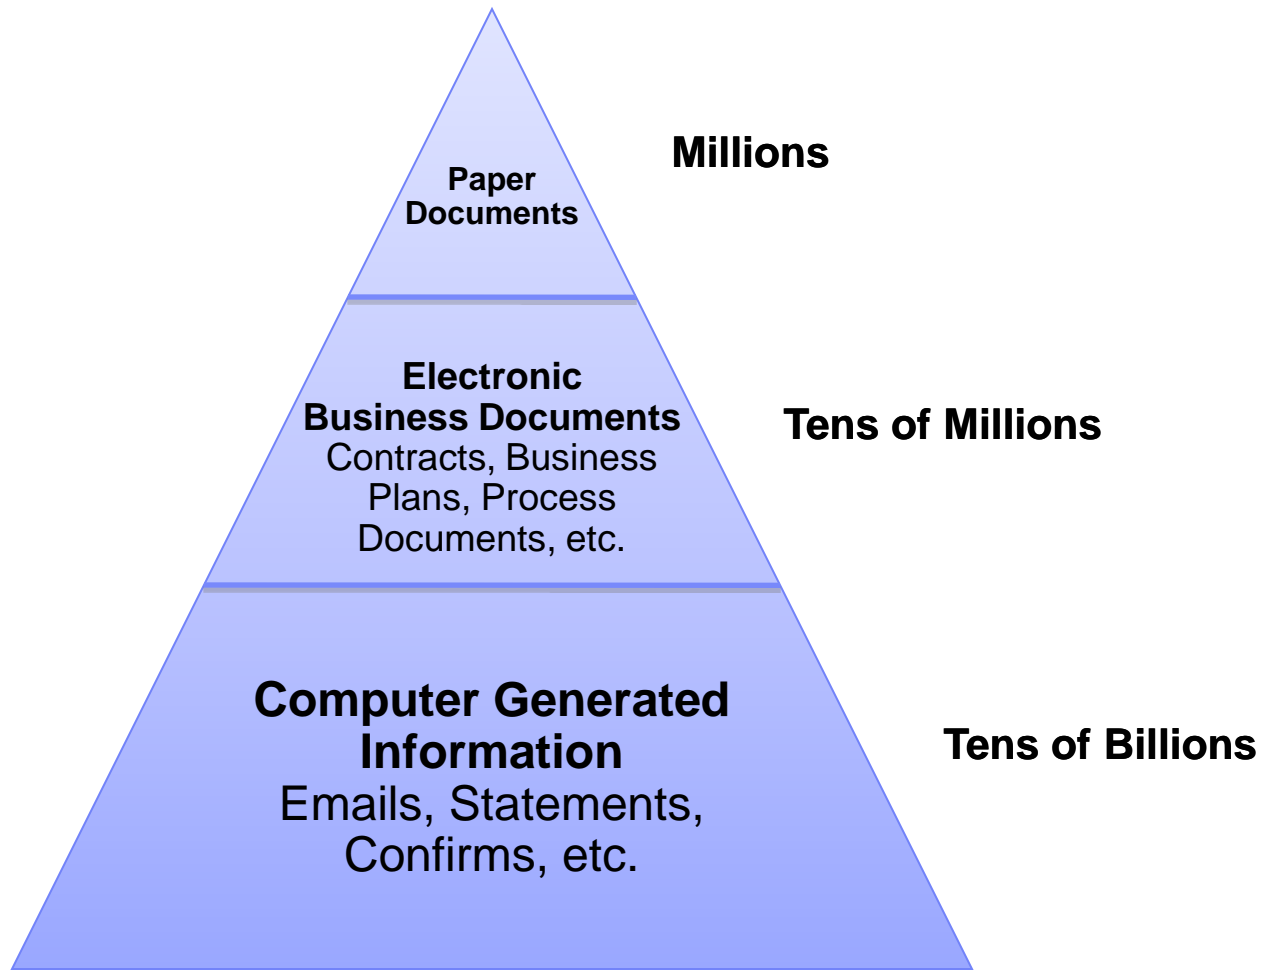 Millions
Paper
Documents
Electronic
Business Documents
Contracts, Business
Plans, Process
Documents, etc.
Tens of Millions
Computer Generated
Information
Emails, Statements,
Confirms, etc.
Tens of Billions